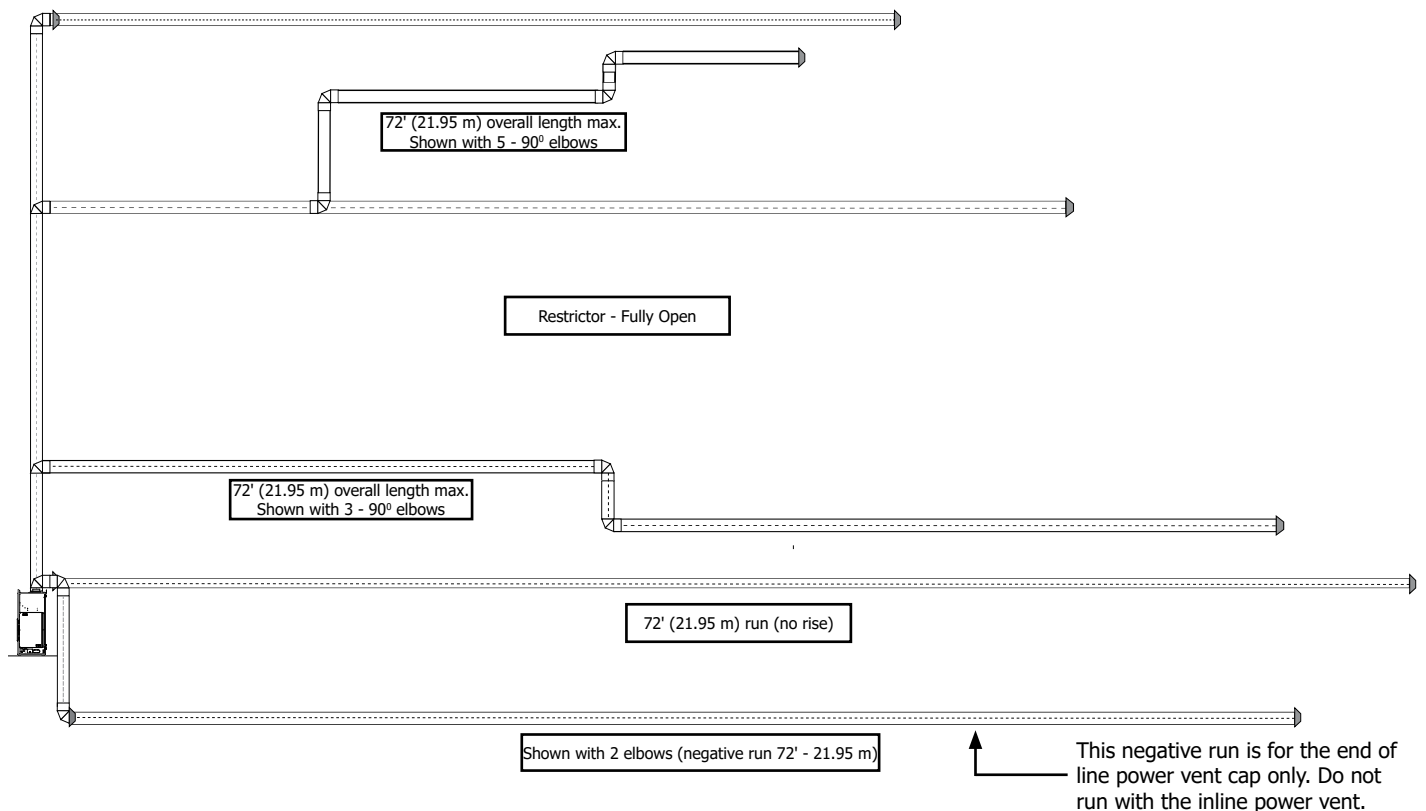 72' (21.95 m) overall length max.
Shown with 5 - 90⁰ elbows
Restrictor - Fully Open
72' (21.95 m) overall length max.
Shown with 3 - 90⁰ elbows
72' (21.95 m) run (no rise)
Shown with 2 elbows (negative run 72' - 21.95 m)
This negative run is for the end of
line power vent cap only. Do not
run with the inline power vent.